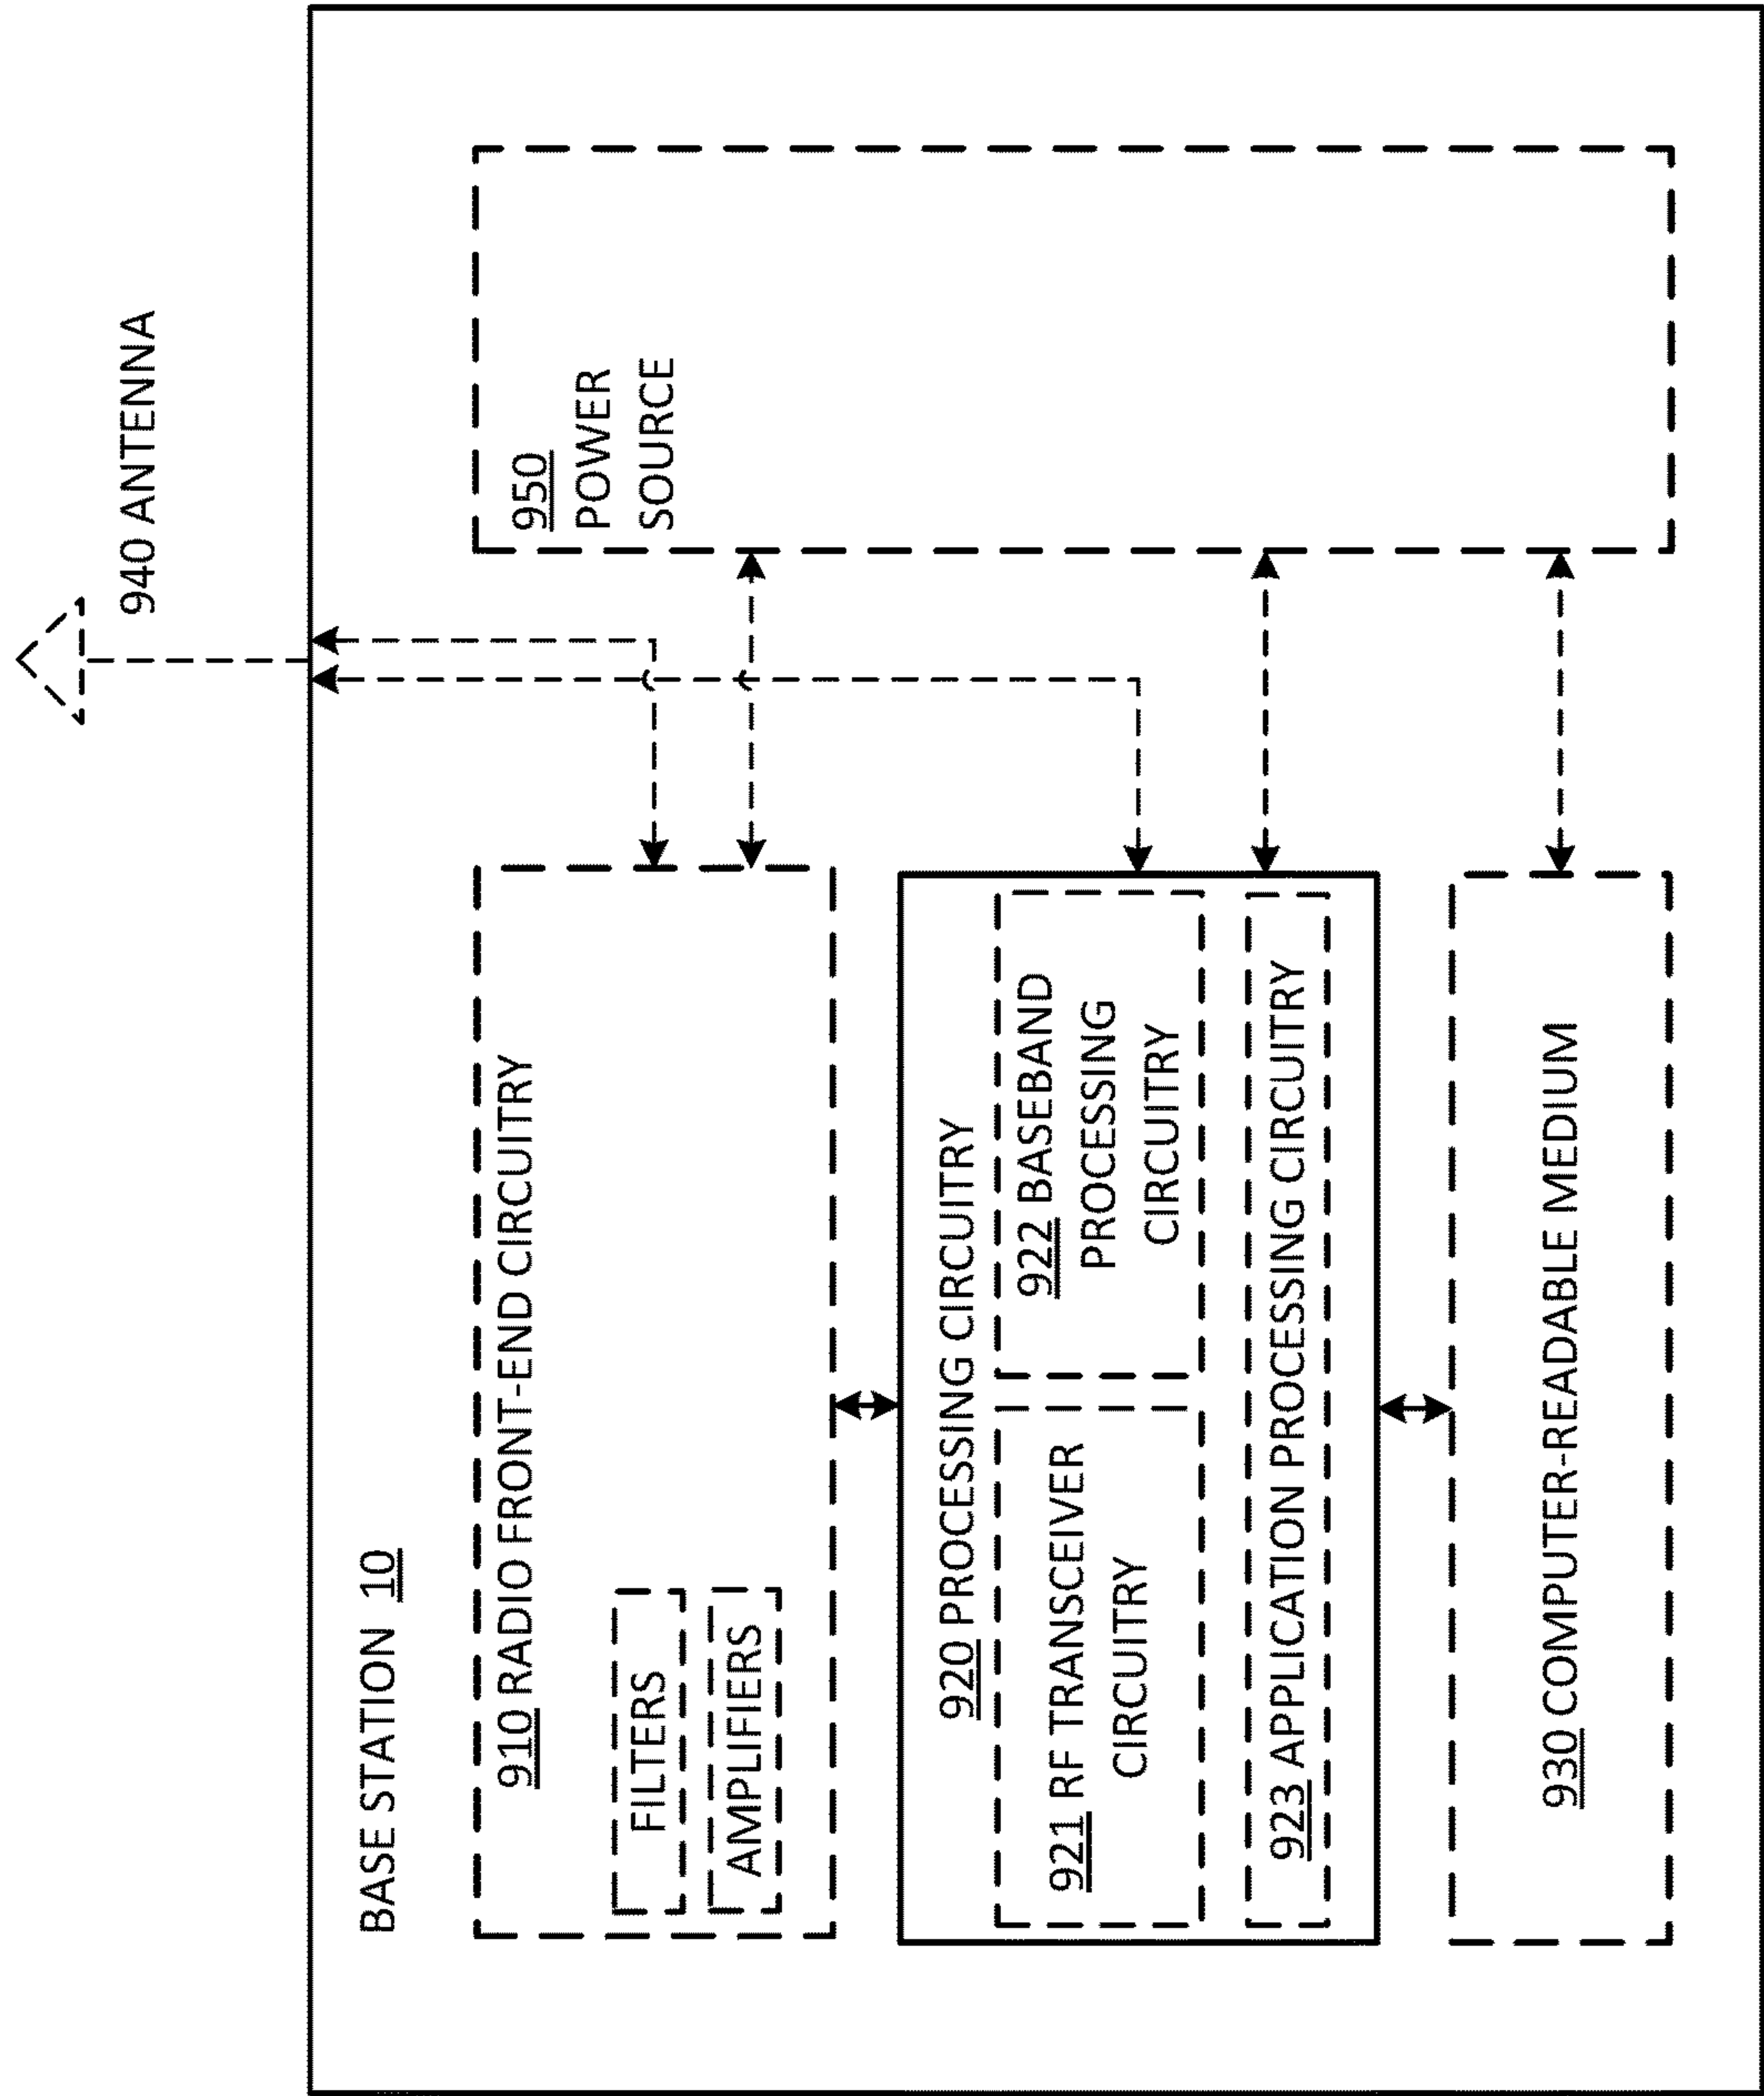 940 ANTENNA
BASE STATION 10
910 RADIO FRONT-END CIRCUITRY
FILTERS
AMPLIFIERS
920 PROCESSING CIRCUITRY
921 RF TRANSCEIVER
CIRCUITRY
922 BASEBAND
PROCESSING
CIRCUITRY
923 APPLICATION PROCESSING CIRCUITRY
930 COMPUTER-READABLE MEDIUM
950
POWER
SOURCE